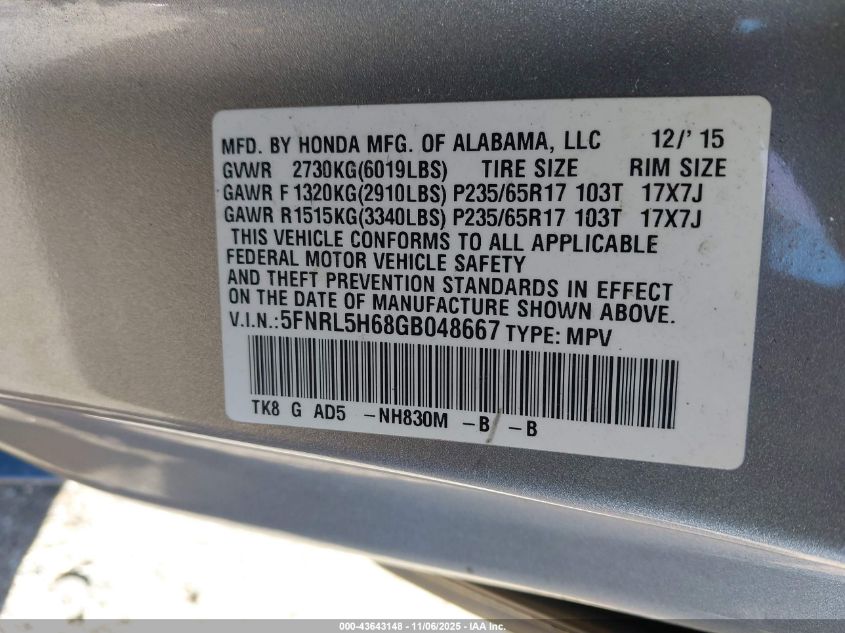 MFD. BY HONDA MFG. OF ALABAMA, LLC 12/' 15
GVWR 2730KG(6019LBS) TIRE SIZE RIM SIZE
GAWR F 1320KG(2910LBS) P235/65R17 103T 17X7J
GAWR R1515KG(3340LBS) P235/65R17 103T 17X7J
THIS VEHICLE CONFORMS TO ALL APPLICABLE
FEDERAL MOTOR VEHICLE SAFETY
AND THEFT PREVENTION STANDARDS IN EFFECT
ON THE DATE OF MANUFACTURE SHOWN ABOVE.
V.I.N.:5FNRL5H68GB048667 TYPE: MPV
TK8 G AD5 -NH830M -B / -B
000-43643148 - 11/06/2025 - IAA Inc.